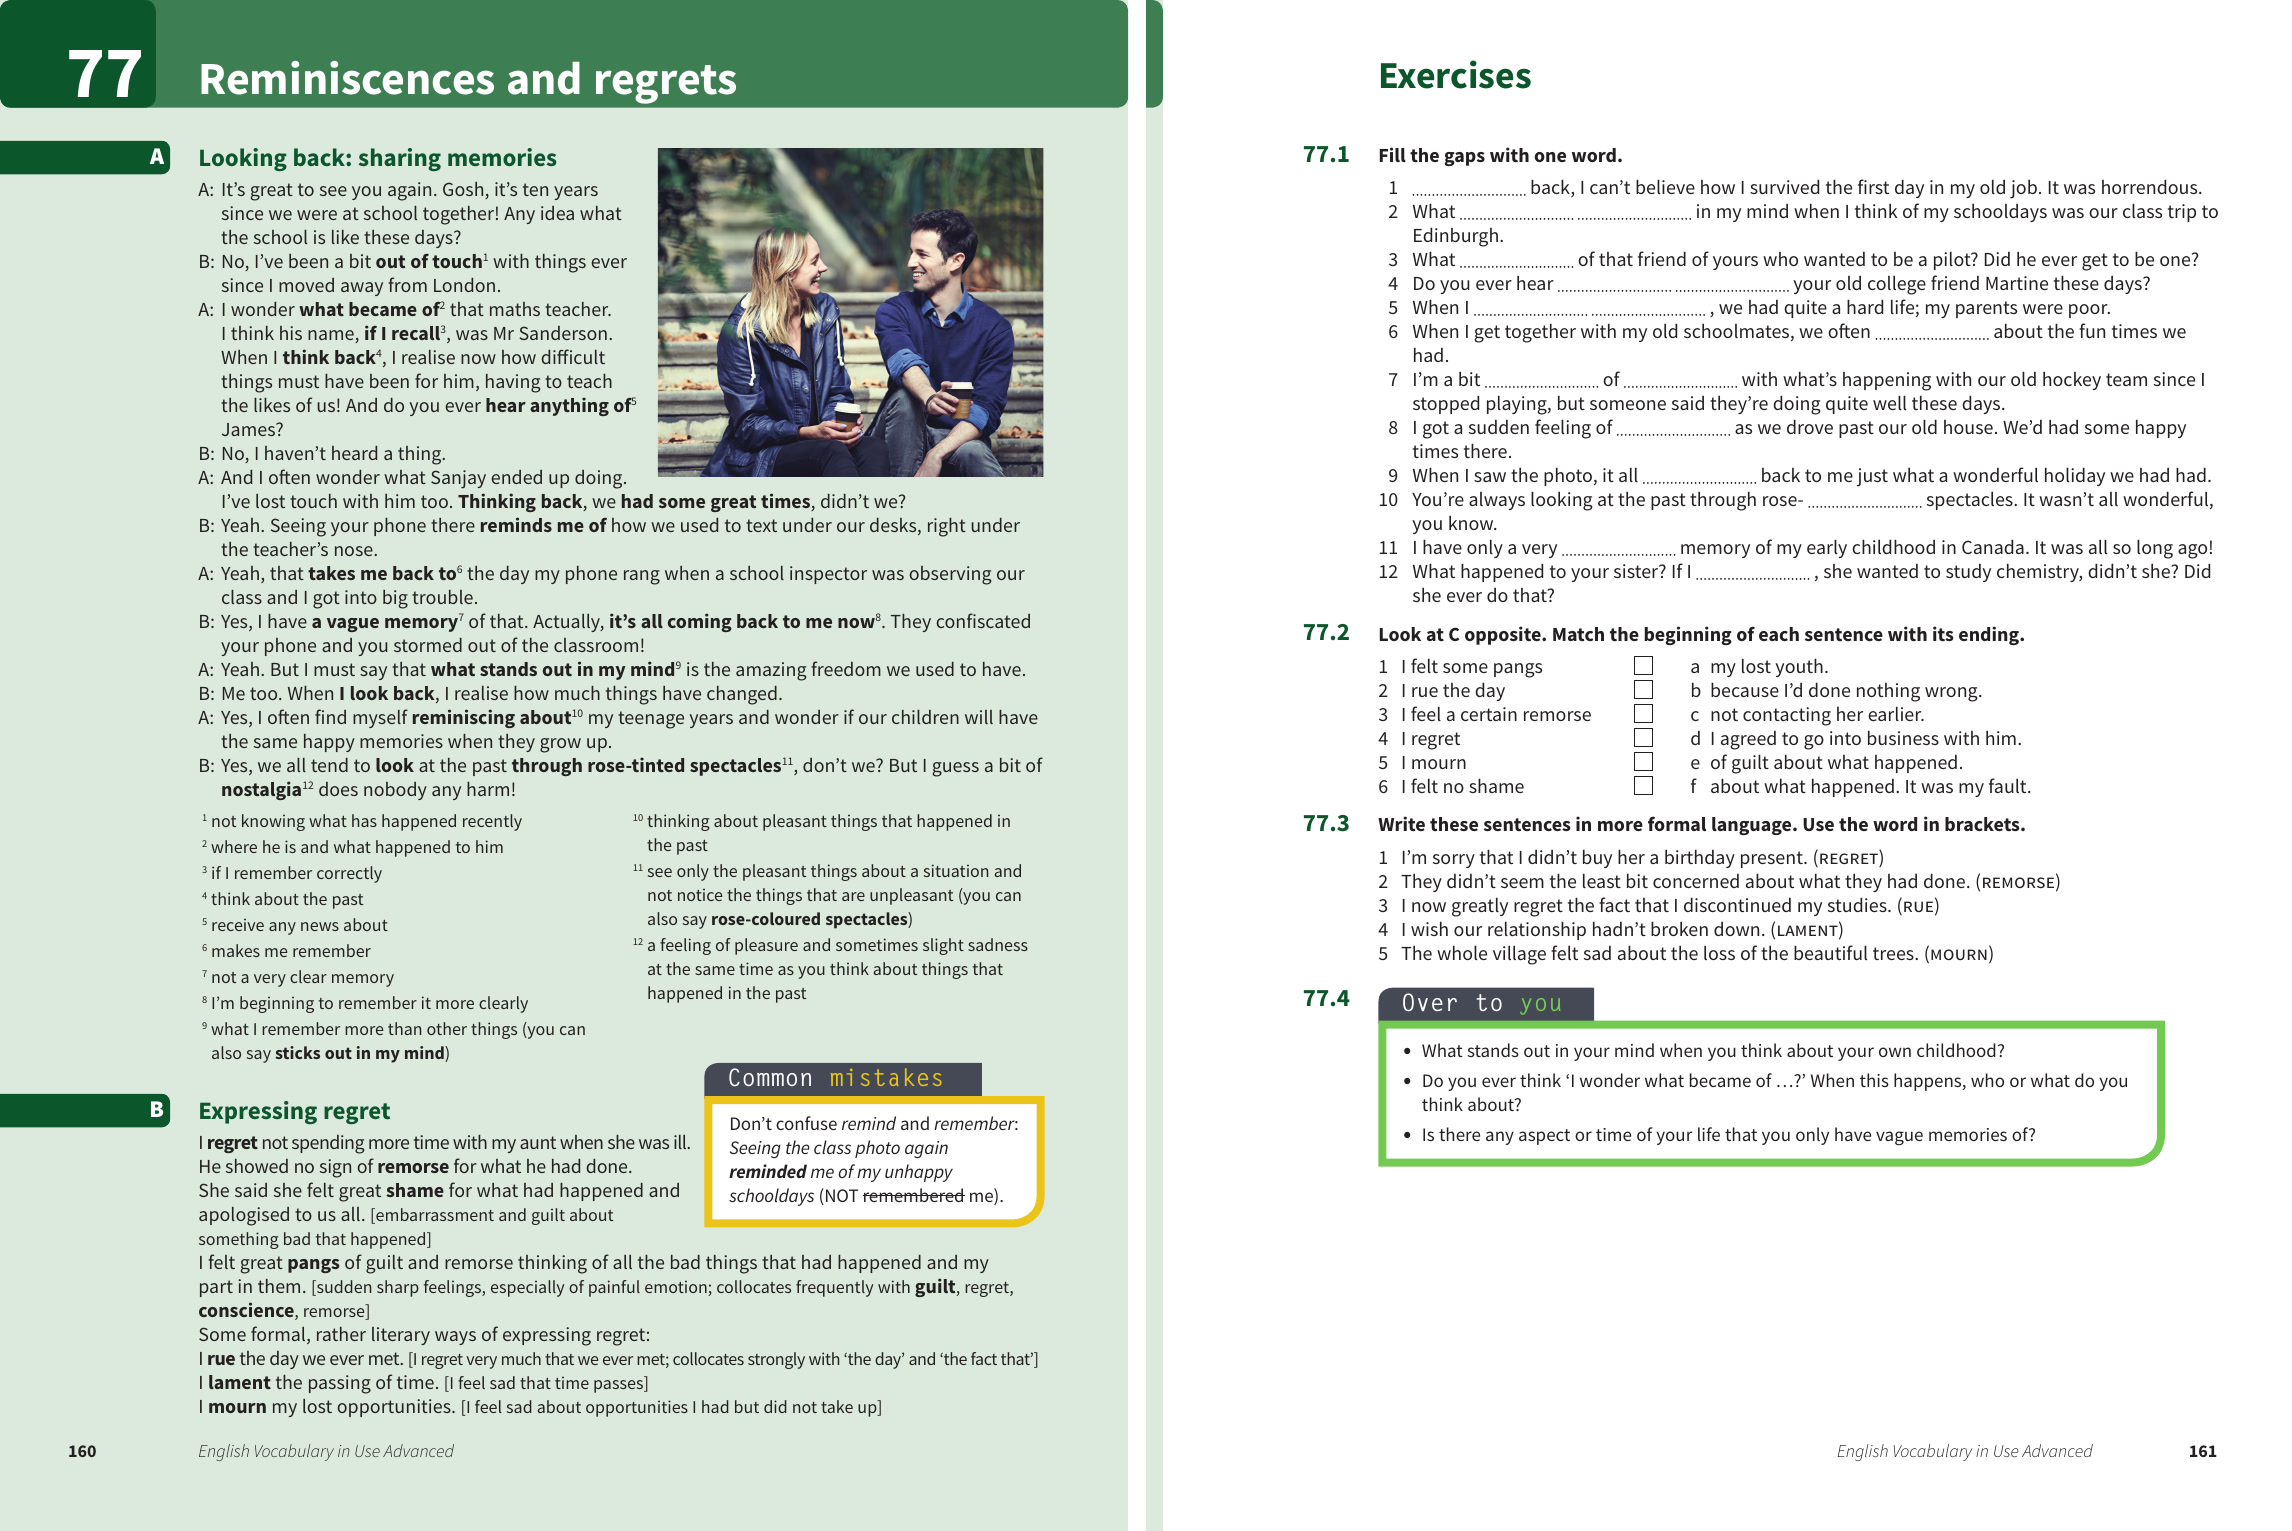 77
Reminiscences and regrets
A
Looking back: sharing memories
A: It’s great to see you again. Gosh, it’s ten years
since we were at school together! Any idea what
the school is like these days?
B: No, I’ve been a bit out of touch1 with things ever
since I moved away from London.
A: I wonder what became of2 that maths teacher.
I think his name, if I recall3, was Mr Sanderson.
When I think back4, I realise now how difficult
things must have been for him, having to teach
the likes of us! And do you ever hear anything of5
James?
B: No, I haven’t heard a thing.
A: And I often wonder what Sanjay ended up doing.
I’ve lost touch with him too. Thinking back, we had some great times, didn’t we?
B: Yeah. Seeing your phone there reminds me of how we used to text under our desks, right under
the teacher’s nose.
A: Yeah, that takes me back to6 the day my phone rang when a school inspector was observing our
class and I got into big trouble.
B: Yes, I have a vague memory7 of that. Actually, it’s all coming back to me now8. They confiscated
your phone and you stormed out of the classroom!
A: Yeah. But I must say that what stands out in my mind9 is the amazing freedom we used to have.
B: Me too. When I look back, I realise how much things have changed.
A: Yes, I often find myself reminiscing about10 my teenage years and wonder if our children will have
the same happy memories when they grow up.
B: Yes, we all tend to look at the past through rose-tinted spectacles11, don’t we? But I guess a bit of
nostalgia12 does nobody any harm!
1 not knowing what has happened recently
2 where he is and what happened to him
3 if I remember correctly
4 think about the past
5 receive any news about
6 makes me remember
7 not a very clear memory
8 I’m beginning to remember it more clearly
9 what I remember more than other things (you can
also say sticks out in my mind)
10 thinking about pleasant things that happened in
the past
11 see only the pleasant things about a situation and
not notice the things that are unpleasant (you can
also say rose-coloured spectacles)
12 a feeling of pleasure and sometimes slight sadness
at the same time as you think about things that
happened in the past
Common mistakes
Don’t confuse remind and remember:
Seeing the class photo again
reminded me of my unhappy
schooldays (NOT remembered me).
B
Expressing regret
I regret not spending more time with my aunt when she was ill.
He showed no sign of remorse for what he had done.
She said she felt great shame for what had happened and
apologised to us all. [embarrassment and guilt about
something bad that happened]
I felt great pangs of guilt and remorse thinking of all the bad things that had happened and my
part in them. [sudden sharp feelings, especially of painful emotion; collocates frequently with guilt, regret,
conscience, remorse]
Some formal, rather literary ways of expressing regret:
I rue the day we ever met. [I regret very much that we ever met; collocates strongly with ‘the day’ and ‘the fact that’]
I lament the passing of time. [I feel sad that time passes]
I mourn my lost opportunities. [I feel sad about opportunities I had but did not take up]
160
English Vocabulary in Use Advanced
Exercises
77.1
Fill the gaps with one word.
1 ............................ back, I can’t believe how I survived the first day in my old job. It was horrendous.
2 What ............................ ............................ in my mind when I think of my schooldays was our class trip to
Edinburgh.
3 What ............................ of that friend of yours who wanted to be a pilot? Did he ever get to be one?
4 Do you ever hear ............................ ............................ your old college friend Martine these days?
5 When I ............................ ............................ , we had quite a hard life; my parents were poor.
6 When I get together with my old schoolmates, we often ............................ about the fun times we
had.
7 I’m a bit ............................ of ............................ with what’s happening with our old hockey team since I
stopped playing, but someone said they’re doing quite well these days.
8 I got a sudden feeling of ............................ as we drove past our old house. We’d had some happy
times there.
9 When I saw the photo, it all ............................ back to me just what a wonderful holiday we had had.
10 You’re always looking at the past through rose- ............................ spectacles. It wasn’t all wonderful,
you know.
11 I have only a very ............................ memory of my early childhood in Canada. It was all so long ago!
12 What happened to your sister? If I ............................ , she wanted to study chemistry, didn’t she? Did
she ever do that?
77.2
Look at C opposite. Match the beginning of each sentence with its ending.
1 I felt some pangs
a my lost youth.
2 I rue the day
b because I’d done nothing wrong.
3 I feel a certain remorse
c not contacting her earlier.
4 I regret
d I agreed to go into business with him.
5 I mourn
e of guilt about what happened.
6 I felt no shame
f about what happened. It was my fault.
77.3
Write these sentences in more formal language. Use the word in brackets.
1 I’m sorry that I didn’t buy her a birthday present. (REGRET)
2 They didn’t seem the least bit concerned about what they had done. (REMORSE)
3 I now greatly regret the fact that I discontinued my studies. (RUE)
4 I wish our relationship hadn’t broken down. (LAMENT)
5 The whole village felt sad about the loss of the beautiful trees. (MOURN)
77.4
Over to you
• What stands out in your mind when you think about your own childhood?
• Do you ever think ‘I wonder what became of …?’ When this happens, who or what do you
think about?
• Is there any aspect or time of your life that you only have vague memories of?
English Vocabulary in Use Advanced
161